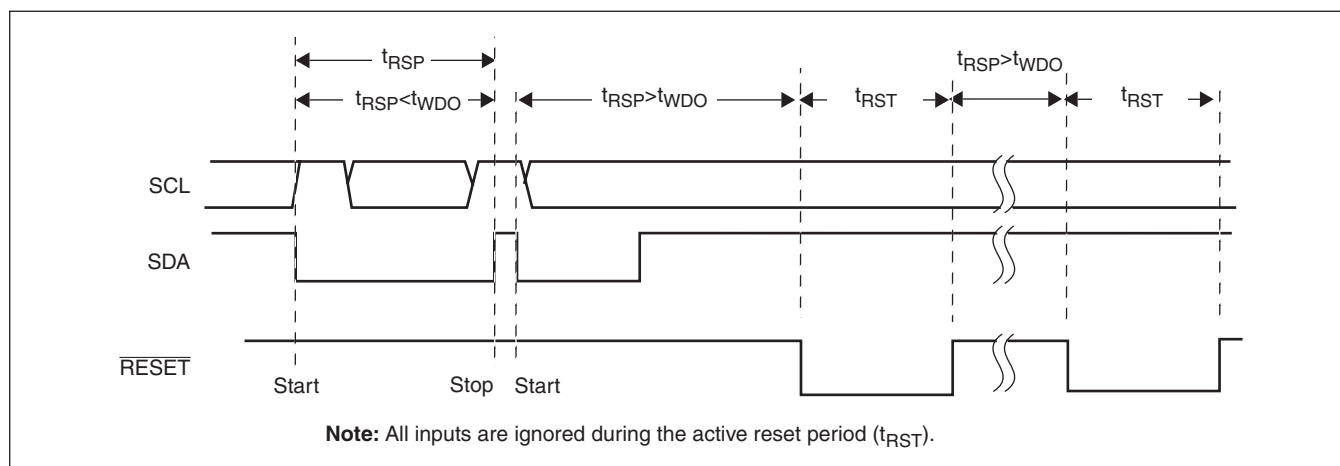 tRSP
tRSP>tWDO
tRSP<tWDO
tRSP>tWDO
tRST
tRST
SCL
SDA
RESET
Start
Stop
Start
Note: All inputs are ignored during the active reset period (tRST).